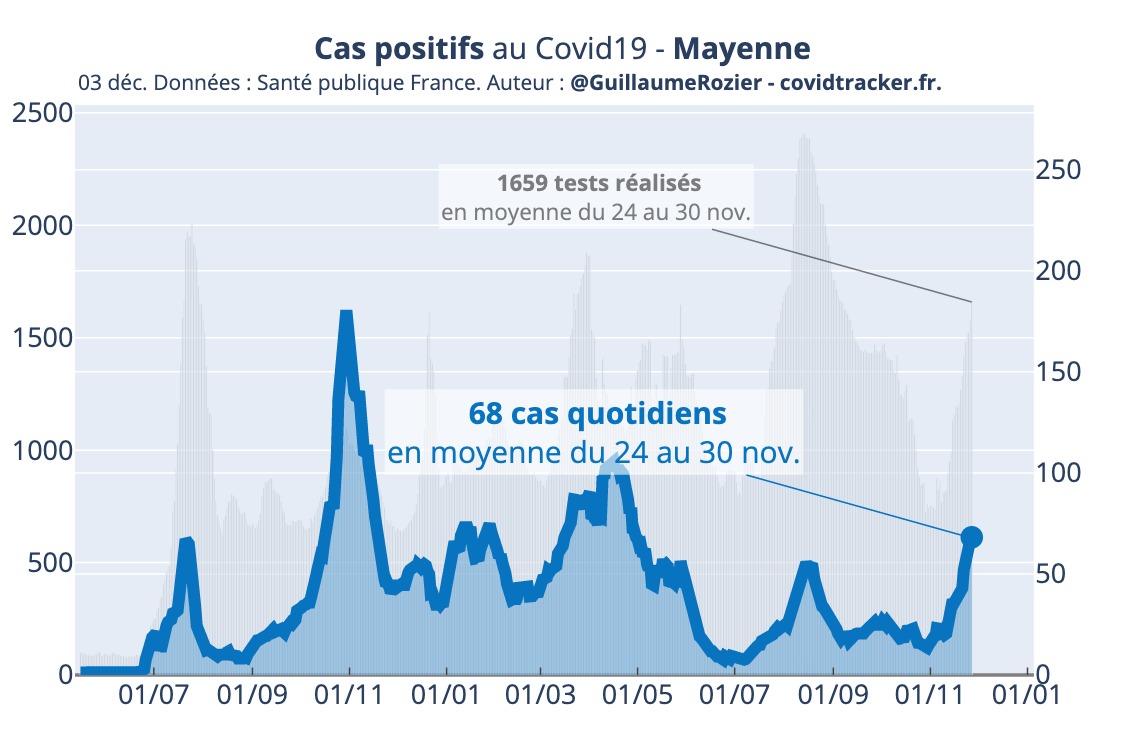 Cas positifs au Covid19 - Mayenne
03 déc. Données : Santé publique France. Auteur : @GuillaumeRozier - covidtracker.fr.
2500
2000
1500
1000
500
0
250
200
150
100
50
0
1659 tests réalisés
en moyenne du 24 au 30 nov.
68 cas quotidiens
en moyenne du 24 au 30 nov.
01/07 01/09 01/11 01/01 01/03 01/05 01/07 01/09 01/11 01/01